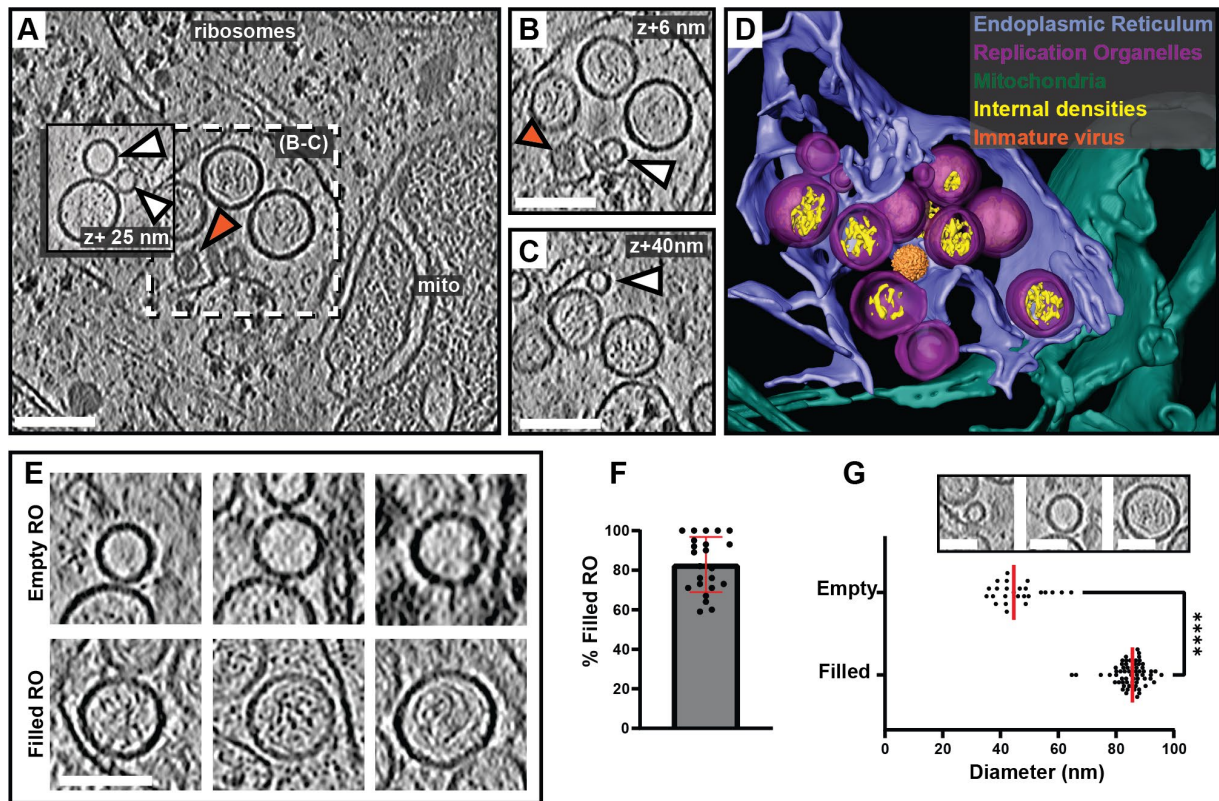 A
ribosomes
(B-C)
z+ 25 nm
mito
B
z+6 nm
C
z+40nm
D
Endoplasmic Reticulum
Replication Organelles
Mitochondria
Internal densities
Immature virus
E
Empty RO
Filled RO
F
% Filled RO
100
80
60
40
20
0
G
Empty
Filled
****
0 20 40 60 80 100
Diameter (nm)